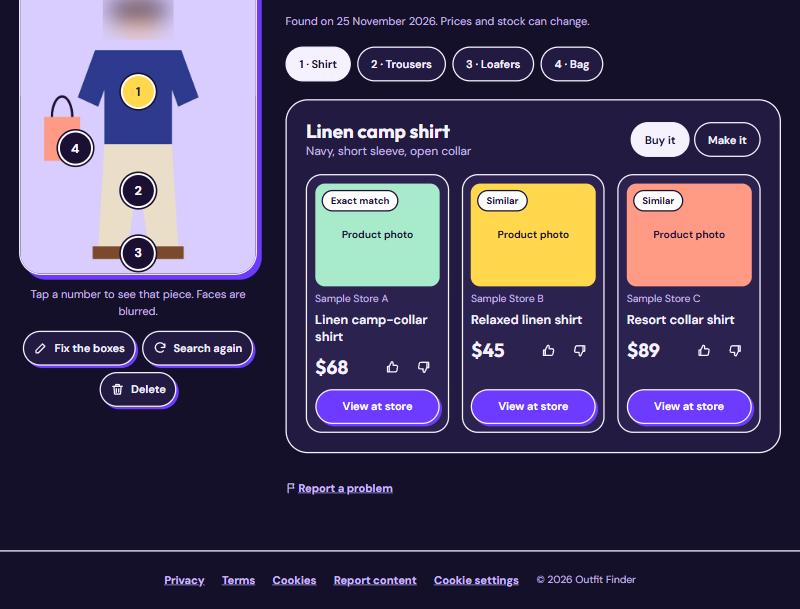 Found on 25 November 2026. Prices and stock can change.
1 · Shirt
2 · Trousers
3 · Loafers
4 · Bag
1
4
2
3
Tap a number to see that piece. Faces are
blurred.
Fix the boxes
Search again
Delete
Linen camp shirt
Navy, short sleeve, open collar
Buy it
Make it
Exact match
Product photo
Sample Store A
Linen camp-collar
shirt
$68
View at store
Similar
Product photo
Sample Store B
Relaxed linen shirt
$45
View at store
Similar
Product photo
Sample Store C
Resort collar shirt
$89
View at store
Report a problem
Privacy
Terms
Cookies
Report content
Cookie settings
© 2026 Outfit Finder